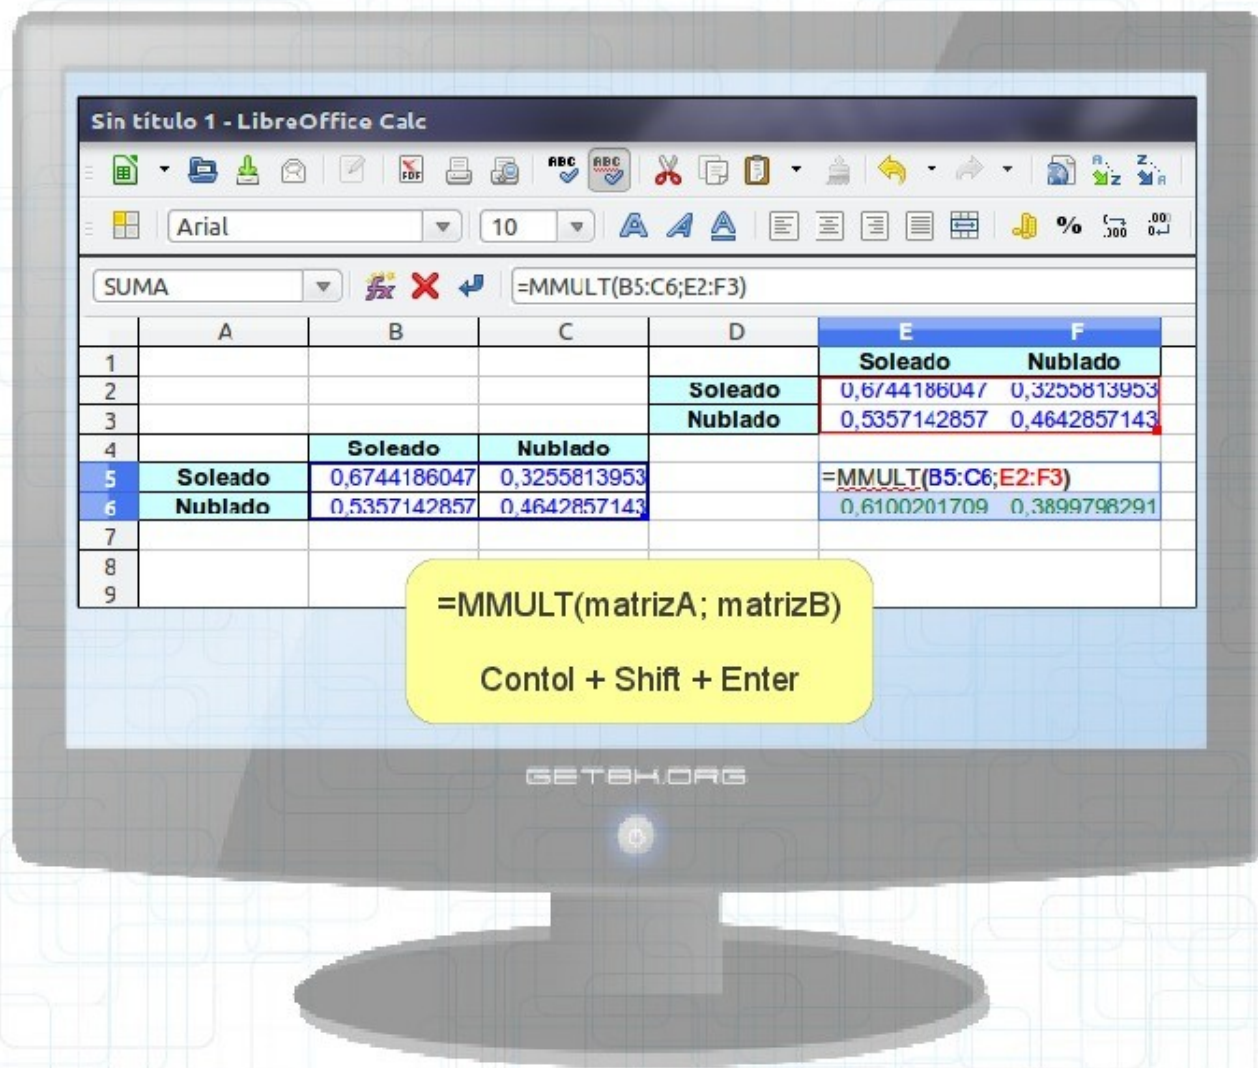 Sin título 1 - LibreOffice Calc
Arial 10
SUMA =MMULT(B5:C6;E2:F3)
A B C D E F
1 Soleado Nublado
2 Soleado 0,6744186047 0,3255813953
3 Nublado 0,5357142857 0,4642857143
4 Soleado Nublado
5 Soleado 0,6744186047 0,3255813953 =MMULT(B5:C6;E2:F3)
6 Nublado 0,5357142857 0,4642857143 0,6100201709 0,3899798291
7
8
9
=MMULT(matrizA; matrizB)
Contol + Shift + Enter
GETBH.ORG